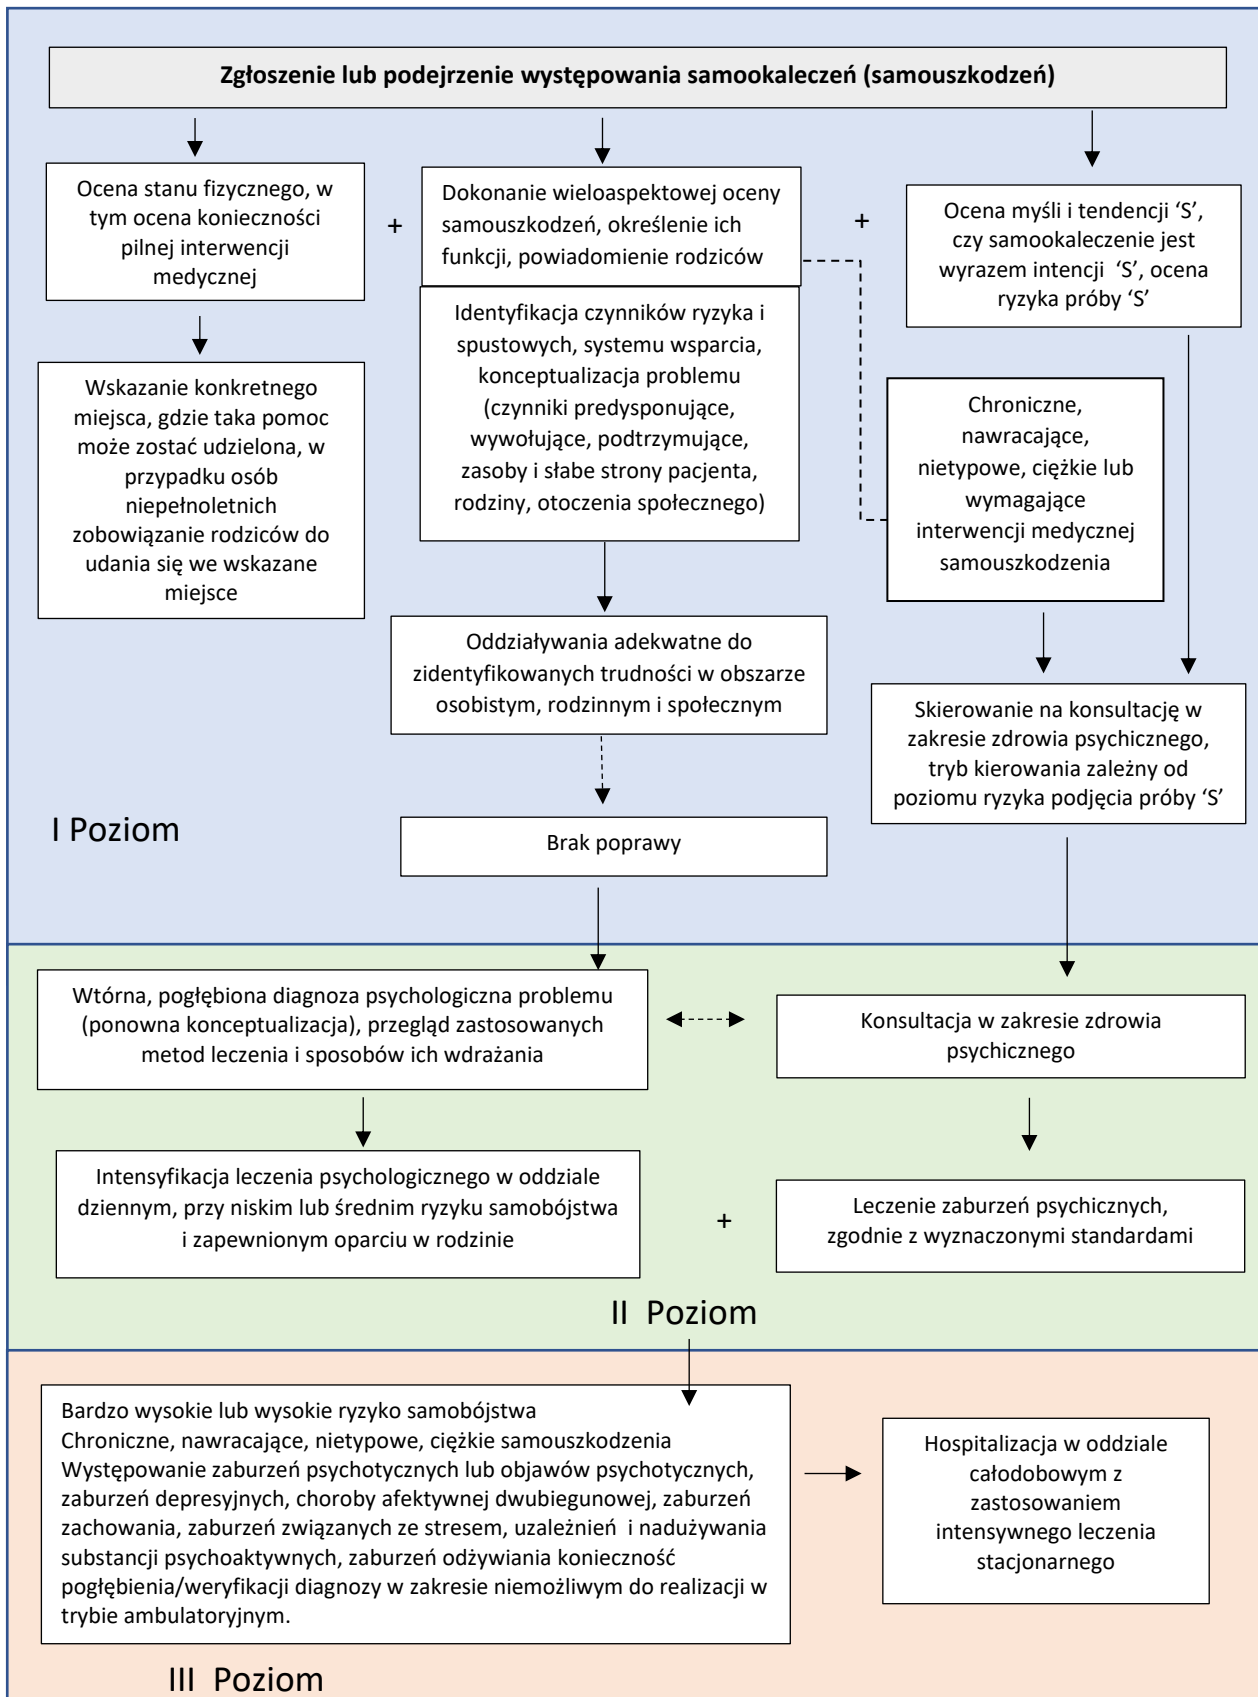 Zgłoszenie lub podejrzenie występowania samookaleczeń (samouszkodzeń)
Ocena stanu fizycznego, w
tym ocena konieczności
pilnej interwencji
medycznej
+
Dokonanie wieloaspektowej oceny
samouszkodzeń, określenie ich
funkcji, powiadomienie rodziców
+
Ocena myśli i tendencji ‘S’,
czy samookaleczenie jest
wyrazem intencji ‘S’, ocena
ryzyka próby ‘S’
Wskazanie konkretnego
miejsca, gdzie taka pomoc
może zostać udzielona, w
przypadku osób
niepełnoletnich
zobowiązanie rodziców do
udania się we wskazane
miejsce
Identyfikacja czynników ryzyka i
spustowych, systemu wsparcia,
konceptualizacja problemu
(czynniki predysponujące,
wywołujące, podtrzymujące,
zasoby i słabe strony pacjenta,
rodziny, otoczenia społecznego)
Chroniczne,
nawracające,
nietypowe, ciężkie lub
wymagające
interwencji medycznej
samouszkodzenia
Oddziaływania adekwatne do
zidentyfikowanych trudności w obszarze
osobistym, rodzinnym i społecznym
Skierowanie na konsultację w
zakresie zdrowia psychicznego,
tryb kierowania zależny od
poziomu ryzyka podjęcia próby ‘S’
I Poziom
Brak poprawy
Wtórna, pogłębiona diagnoza psychologiczna problemu
(ponowna konceptualizacja), przegląd zastosowanych
metod leczenia i sposobów ich wdrażania
Konsultacja w zakresie zdrowia
psychicznego
Intensyfikacja leczenia psychologicznego w oddziale
dziennym, przy niskim lub średnim ryzyku samobójstwa
i zapewnionym oparciu w rodzinie
+
Leczenie zaburzeń psychicznych,
zgodnie z wyznaczonymi standardami
II Poziom
Bardzo wysokie lub wysokie ryzyko samobójstwa
Chroniczne, nawracające, nietypowe, ciężkie samouszkodzenia
Występowanie zaburzeń psychotycznych lub objawów psychotycznych,
zaburzeń depresyjnych, choroby afektywnej dwubiegunowej, zaburzeń
zachowania, zaburzeń związanych ze stresem, uzależnień i nadużywania
substancji psychoaktywnych, zaburzeń odżywiania konieczność
pogłębienia/weryfikacji diagnozy w zakresie niemożliwym do realizacji w
trybie ambulatoryjnym.
Hospitalizacja w oddziale
całodobowym z
zastosowaniem
intensywnego leczenia
stacjonarnego
III Poziom